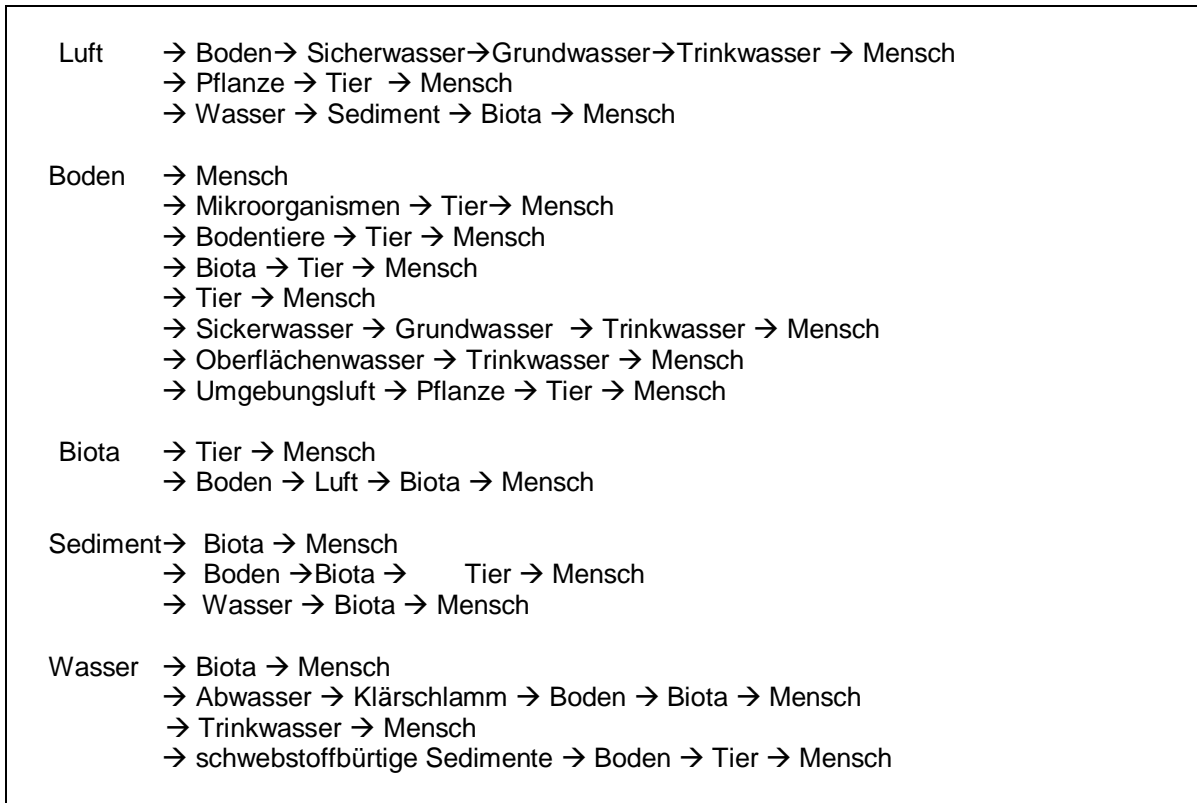 Luft → Boden→ Sicherwasser→Grundwasser→Trinkwasser → Mensch
→ Pflanze → Tier → Mensch
→ Wasser → Sediment → Biota → Mensch
Boden → Mensch
→ Mikroorganismen → Tier→ Mensch
→ Bodentiere → Tier → Mensch
→ Biota → Tier → Mensch
→ Tier → Mensch
→ Sickerwasser → Grundwasser → Trinkwasser → Mensch
→ Oberflächenwasser → Trinkwasser → Mensch
→ Umgebungsluft → Pflanze → Tier → Mensch
Biota → Tier → Mensch
→ Boden → Luft → Biota → Mensch
Sediment→ Biota → Mensch
→ Boden →Biota → Tier → Mensch
→ Wasser → Biota → Mensch
Wasser → Biota → Mensch
→ Abwasser → Klärschlamm → Boden → Biota → Mensch
→ Trinkwasser → Mensch
→ schwebstoffbürtige Sedimente → Boden → Tier → Mensch